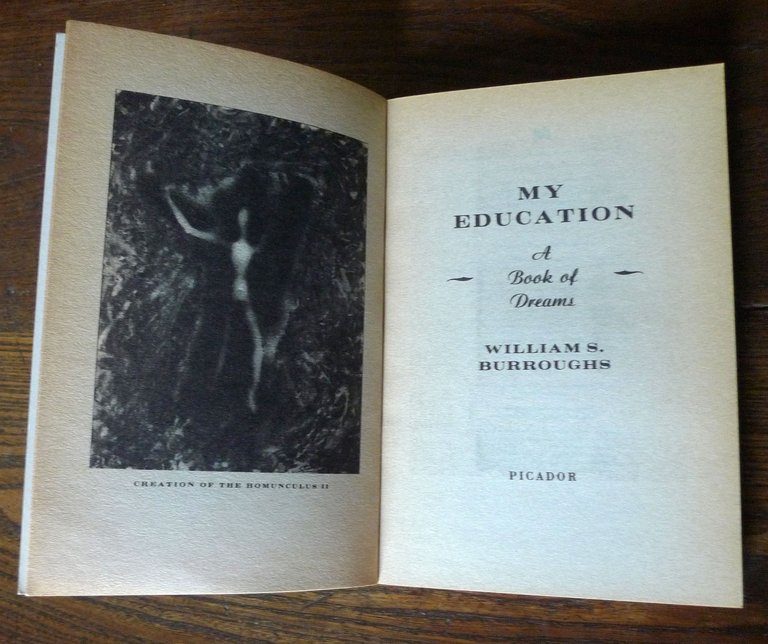 CREATION OF THE HOMUNCULUS II
MY
EDUCATION
A
Book of
Dreams
WILLIAM S.
BURROUGHS
PICADOR